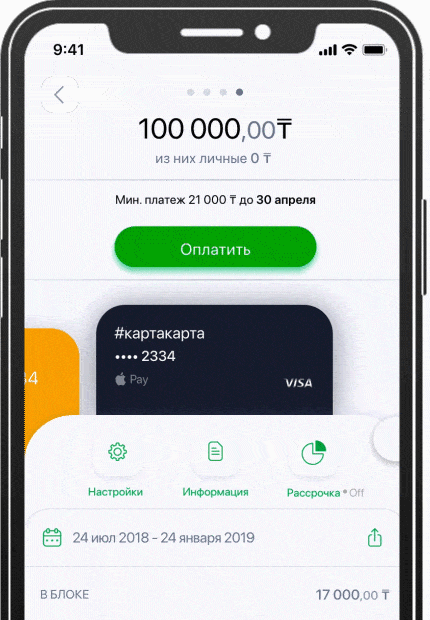 9:41
100 000,00₸
из них личные 0 ₸
Мин. платеж 21 000 ₸ до 30 апреля
Оплатить
#картакарта
34
•••• 2334
Pay
VISA
Настройки
Информация
Рассрочка • Off
24 июл 2018 - 24 января 2019
В БЛОКЕ
17 000,00 ₸